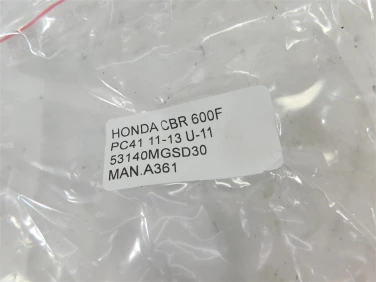 HONDA CBR 600F
PC41 11-13 U-11
53140MGSD30
MAN.A361